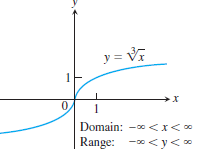 y
y = ∛x
1
x
0
1
Domain: -∞ < x < ∞
Range: -∞ < y < ∞